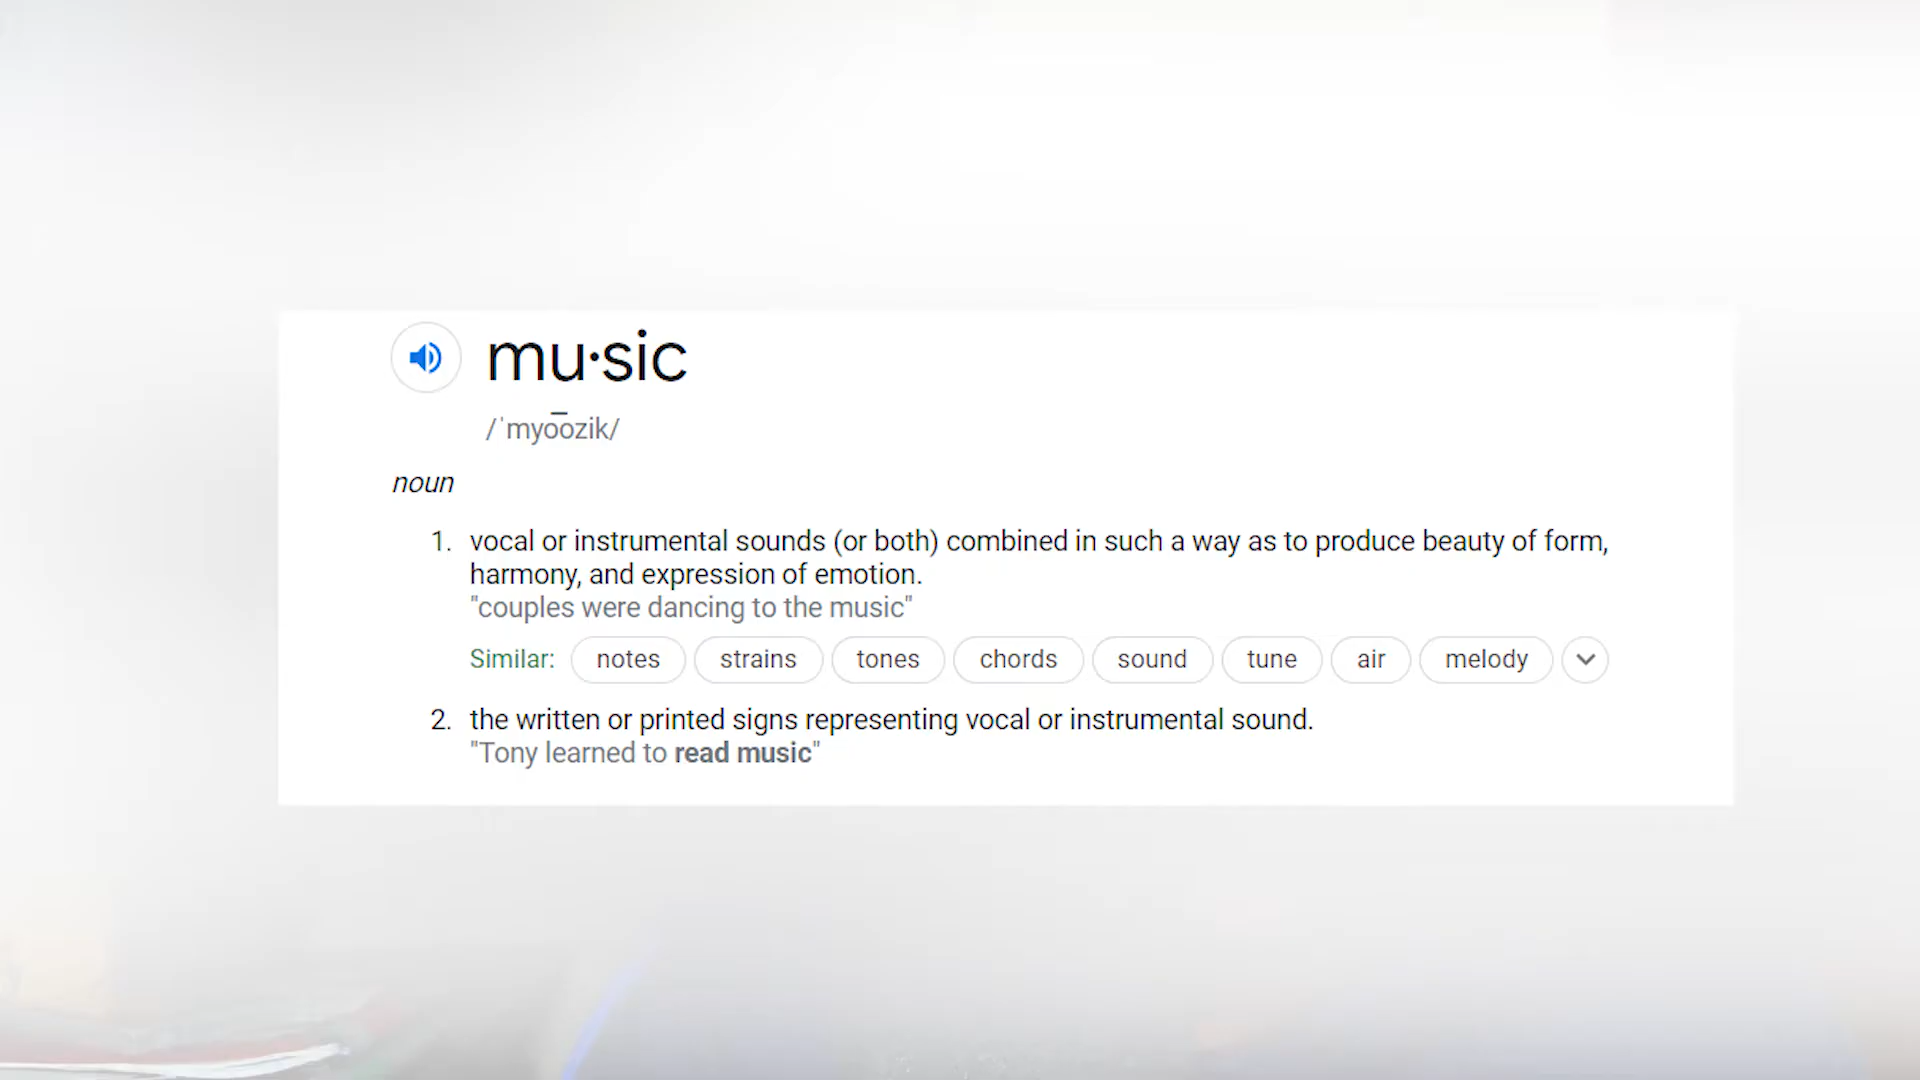 mu·sic
/ˈmyo͞ozik/
noun
1. vocal or instrumental sounds (or both) combined in such a way as to produce beauty of form,
harmony, and expression of emotion.
"couples were dancing to the music"
Similar: notes strains tones chords sound tune air melody
2. the written or printed signs representing vocal or instrumental sound.
"Tony learned to read music"